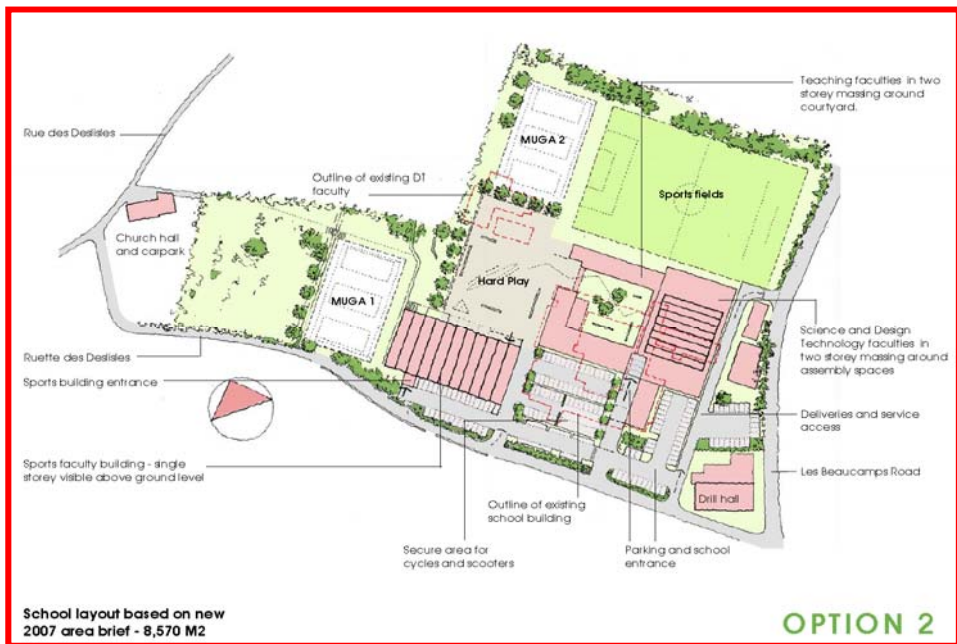 Teaching faculties in two
storey massing around
courtyard.
MUGA 2
Rue des Deslisles
Outline of existing DT
faculty
Sports fields
Church hall
and carpark
Hard Play
MUGA 1
Science and Design
Technology faculties in
two storey massing around
assembly spaces
Ruette des Deslisles
Sports building entrance
Deliveries and service
access
Sports faculty building - single
storey visible above ground level
Les Beaucamps Road
Drill hall
Outline of existing
school building
Secure area for
cycles and scooters
Parking and school
entrance
School layout based on new
2007 area brief - 8,570 M2
OPTION 2